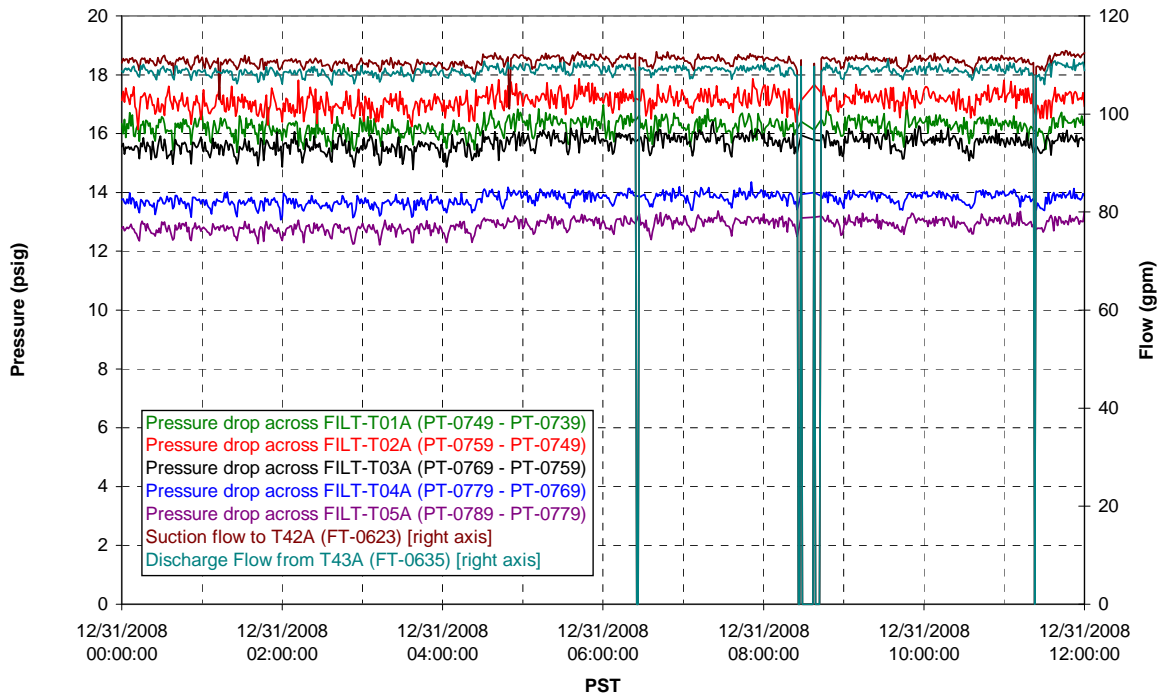 20
18
16
14
12
10
8
6
4
2
0
Pressure (psig)
120
100
80
60
40
20
0
Flow (gpm)
Pressure drop across FILT-T01A (PT-0749 - PT-0739)
Pressure drop across FILT-T02A (PT-0759 - PT-0749)
Pressure drop across FILT-T03A (PT-0769 - PT-0759)
Pressure drop across FILT-T04A (PT-0779 - PT-0769)
Pressure drop across FILT-T05A (PT-0789 - PT-0779)
Suction flow to T42A (FT-0623) [right axis]
Discharge Flow from T43A (FT-0635) [right axis]
12/31/2008 12/31/2008 12/31/2008 12/31/2008 12/31/2008 12/31/2008 12/31/2008
00:00:00 02:00:00 04:00:00 06:00:00 08:00:00 10:00:00 12:00:00
PST